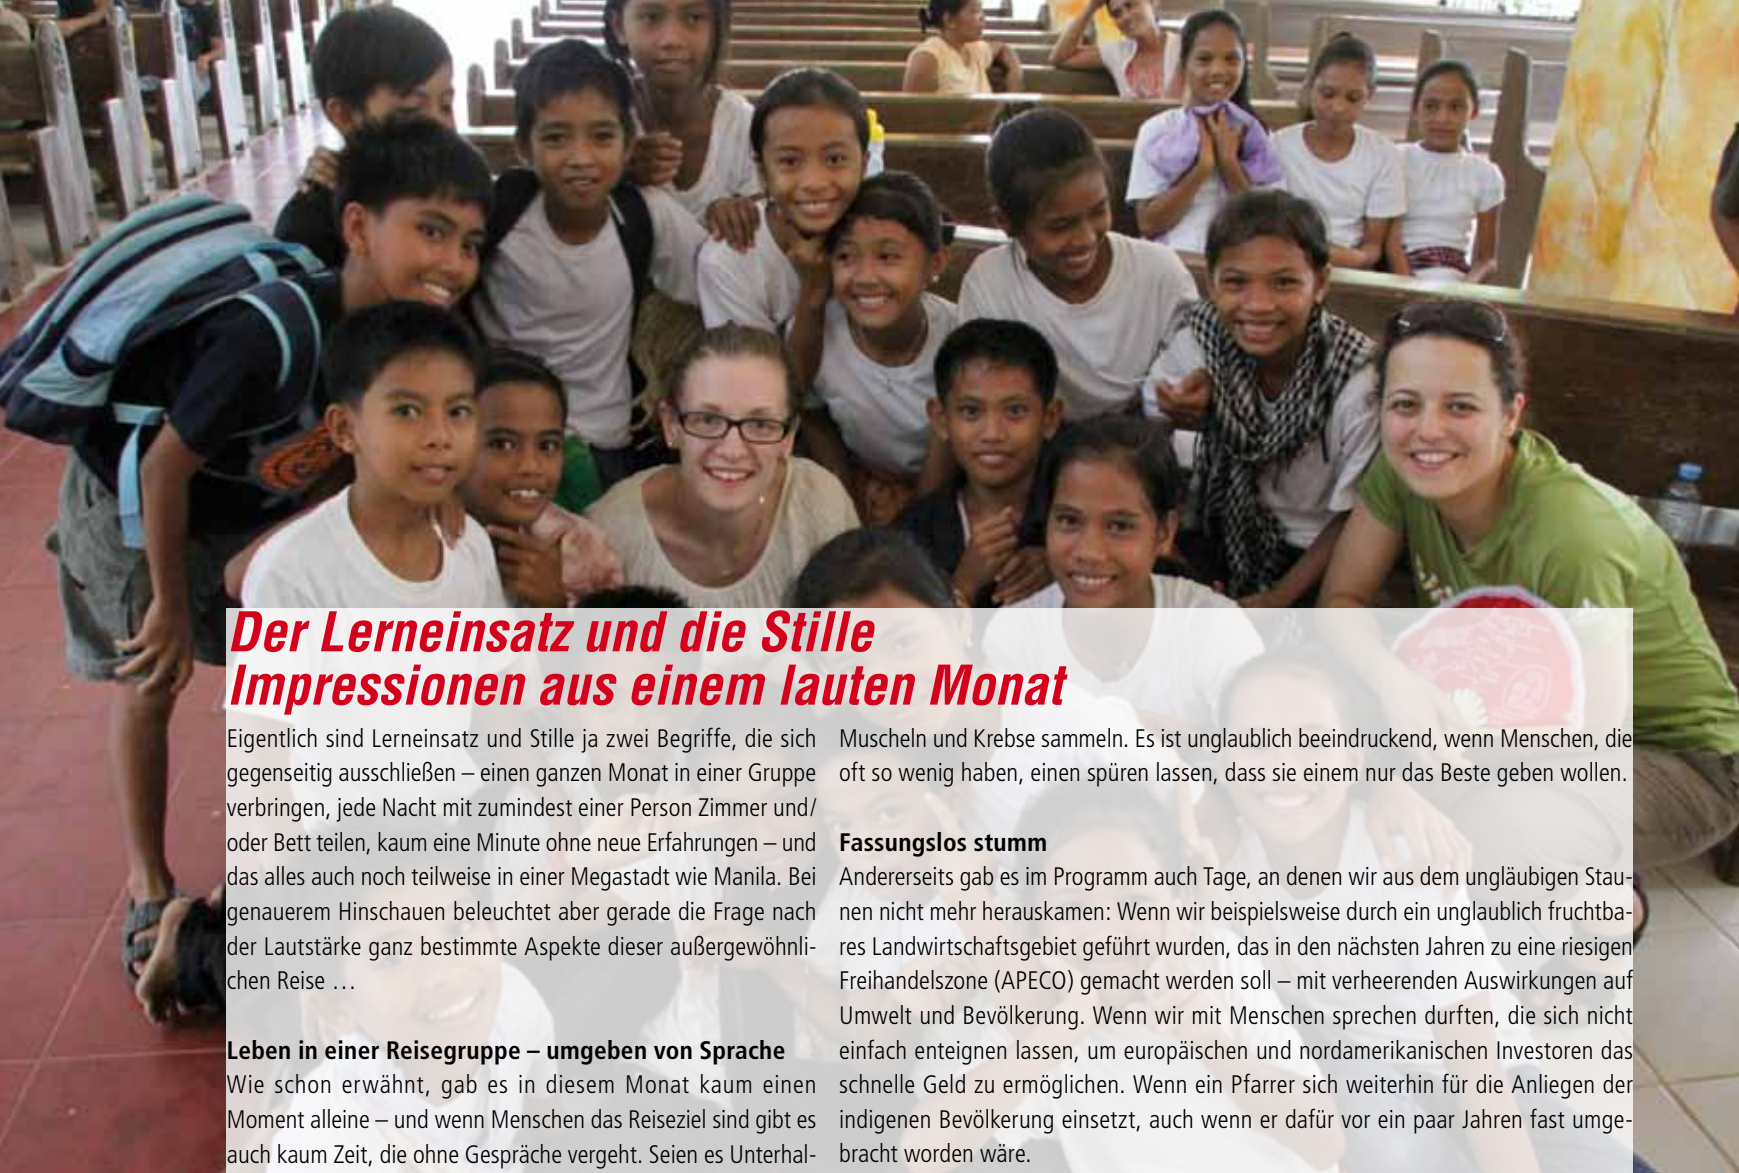 Der Lerneinsatz und die Stille
Impressionen aus einem lauten Monat
Eigentlich sind Lerneinsatz und Stille ja zwei Begriffe, die sich
gegenseitig ausschließen – einen ganzen Monat in einer Gruppe
verbringen, jede Nacht mit zumindest einer Person Zimmer und/
oder Bett teilen, kaum eine Minute ohne neue Erfahrungen – und
das alles auch noch teilweise in einer Megastadt wie Manila. Bei
genauerem Hinschauen beleuchtet aber gerade die Frage nach
der Lautstärke ganz bestimmte Aspekte dieser außergewöhnli-
chen Reise …
Leben in einer Reisegruppe – umgeben von Sprache
Wie schon erwähnt, gab es in diesem Monat kaum einen
Moment alleine – und wenn Menschen das Reiseziel sind gibt es
auch kaum Zeit, die ohne Gespräche vergeht. Seien es Unterhal-
Muscheln und Krebse sammeln. Es ist unglaublich beeindruckend, wenn Menschen, die
oft so wenig haben, einen spüren lassen, dass sie einem nur das Beste geben wollen.
Fassungslos stumm
Andererseits gab es im Programm auch Tage, an denen wir aus dem ungläubigen Stau-
nen nicht mehr herauskamen: Wenn wir beispielsweise durch ein unglaublich fruchtba-
res Landwirtschaftsgebiet geführt wurden, das in den nächsten Jahren zu eine riesigen
Freihandelszone (APECO) gemacht werden soll – mit verheerenden Auswirkungen auf
Umwelt und Bevölkerung. Wenn wir mit Menschen sprechen durften, die sich nicht
einfach enteignen lassen, um europäischen und nordamerikanischen Investoren das
schnelle Geld zu ermöglichen. Wenn ein Pfarrer sich weiterhin für die Anliegen der
indigenen Bevölkerung einsetzt, auch wenn er dafür vor ein paar Jahren fast umge-
bracht worden wäre.